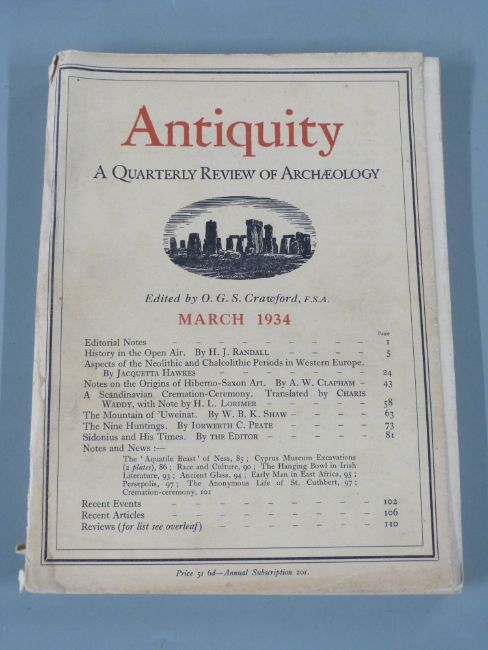 Antiquity
A QUARTERLY REVIEW OF ARCHÆOLOGY
Edited by O. G. S. Crawford, F.S.A.
MARCH 1934
Page
Editorial Notes – – – – – – 1
History in the Open Air. By H. J. RANDALL – – – – 5
Aspects of the Neolithic and Chalcolithic Periods in Western Europe.
By JACQUETTA HAWKES – – – – – 24
Notes on the Origins of Hiberno-Saxon Art. By A. W. CLAPHAM – 43
A Scandinavian Cremation-Ceremony. Translated by CHARIS
WADDY, with Note by H. L. LORIMER – – – – 58
The Mountain of 'Uweinat. By W. B. K. SHAW – – – – 63
The Nine Huntings. By IORWERTH C. PEATE – – – – 73
Sidonius and His Times. By THE EDITOR – – – – 81
Notes and News :—
The 'Aquatile Beast' of Ness, 85 ; Cyprus Museum Excavations
(2 plates), 86 ; Race and Culture, 90 ; The Hanging Bowl in Irish
Literature, 93 ; Ancient Glass, 94 ; Early Man in East Africa, 95 ;
Persepolis, 97 ; The Anonymous Life of St. Cuthbert, 97 ;
Cremation-ceremony, 101
Recent Events – – – – – – 102
Recent Articles – – – – – – 106
Reviews (for list see overleaf) – – – – – 110
Price 5s 6d—Annual Subscription 20s.